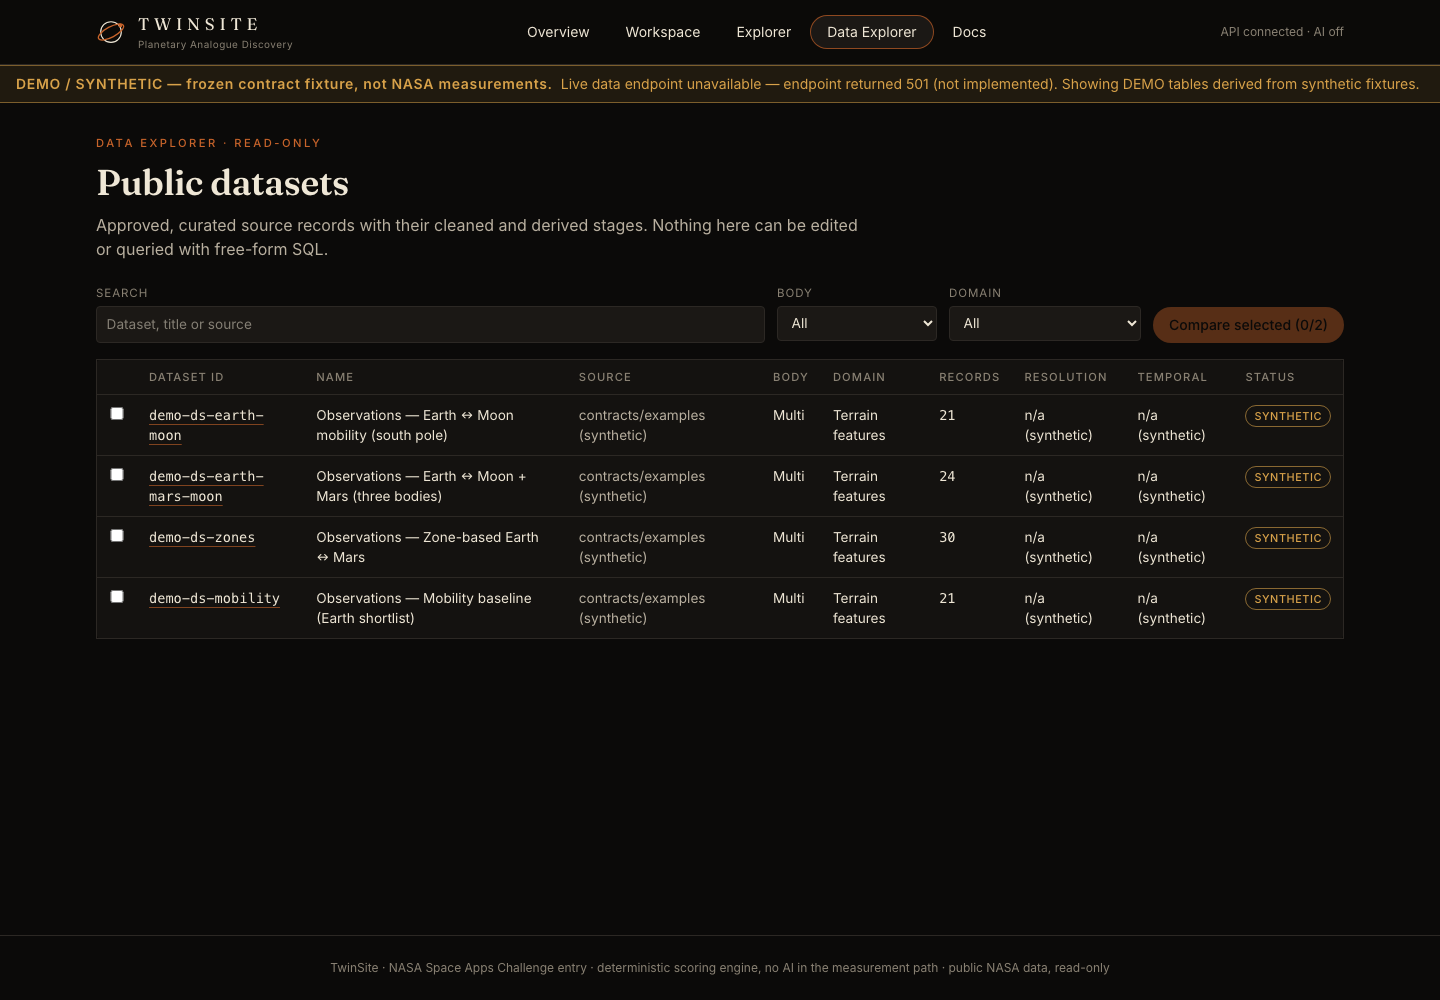 TWINSITE
Planetary Analogue Discovery
Overview
Workspace
Explorer
Data Explorer
Docs
API connected · AI off
DEMO / SYNTHETIC — frozen contract fixture, not NASA measurements. Live data endpoint unavailable — endpoint returned 501 (not implemented). Showing DEMO tables derived from synthetic fixtures.
DATA EXPLORER · READ-ONLY
Public datasets
Approved, curated source records with their cleaned and derived stages. Nothing here can be edited
or queried with free-form SQL.
SEARCH
BODY
DOMAIN
Dataset, title or source
All
All
Compare selected (0/2)
DATASET ID NAME SOURCE BODY DOMAIN RECORDS RESOLUTION TEMPORAL STATUS
demo-ds-earth- Observations — Earth ↔ Moon contracts/examples Multi Terrain 21 n/a n/a SYNTHETIC
moon mobility (south pole) (synthetic) features (synthetic) (synthetic)
demo-ds-earth- Observations — Earth ↔ Moon + contracts/examples Multi Terrain 24 n/a n/a SYNTHETIC
mars-moon Mars (three bodies) (synthetic) features (synthetic) (synthetic)
demo-ds-zones Observations — Zone-based Earth contracts/examples Multi Terrain 30 n/a n/a SYNTHETIC
↔ Mars (synthetic) features (synthetic) (synthetic)
demo-ds-mobility Observations — Mobility baseline contracts/examples Multi Terrain 21 n/a n/a SYNTHETIC
(Earth shortlist) (synthetic) features (synthetic) (synthetic)
TwinSite · NASA Space Apps Challenge entry · deterministic scoring engine, no AI in the measurement path · public NASA data, read-only